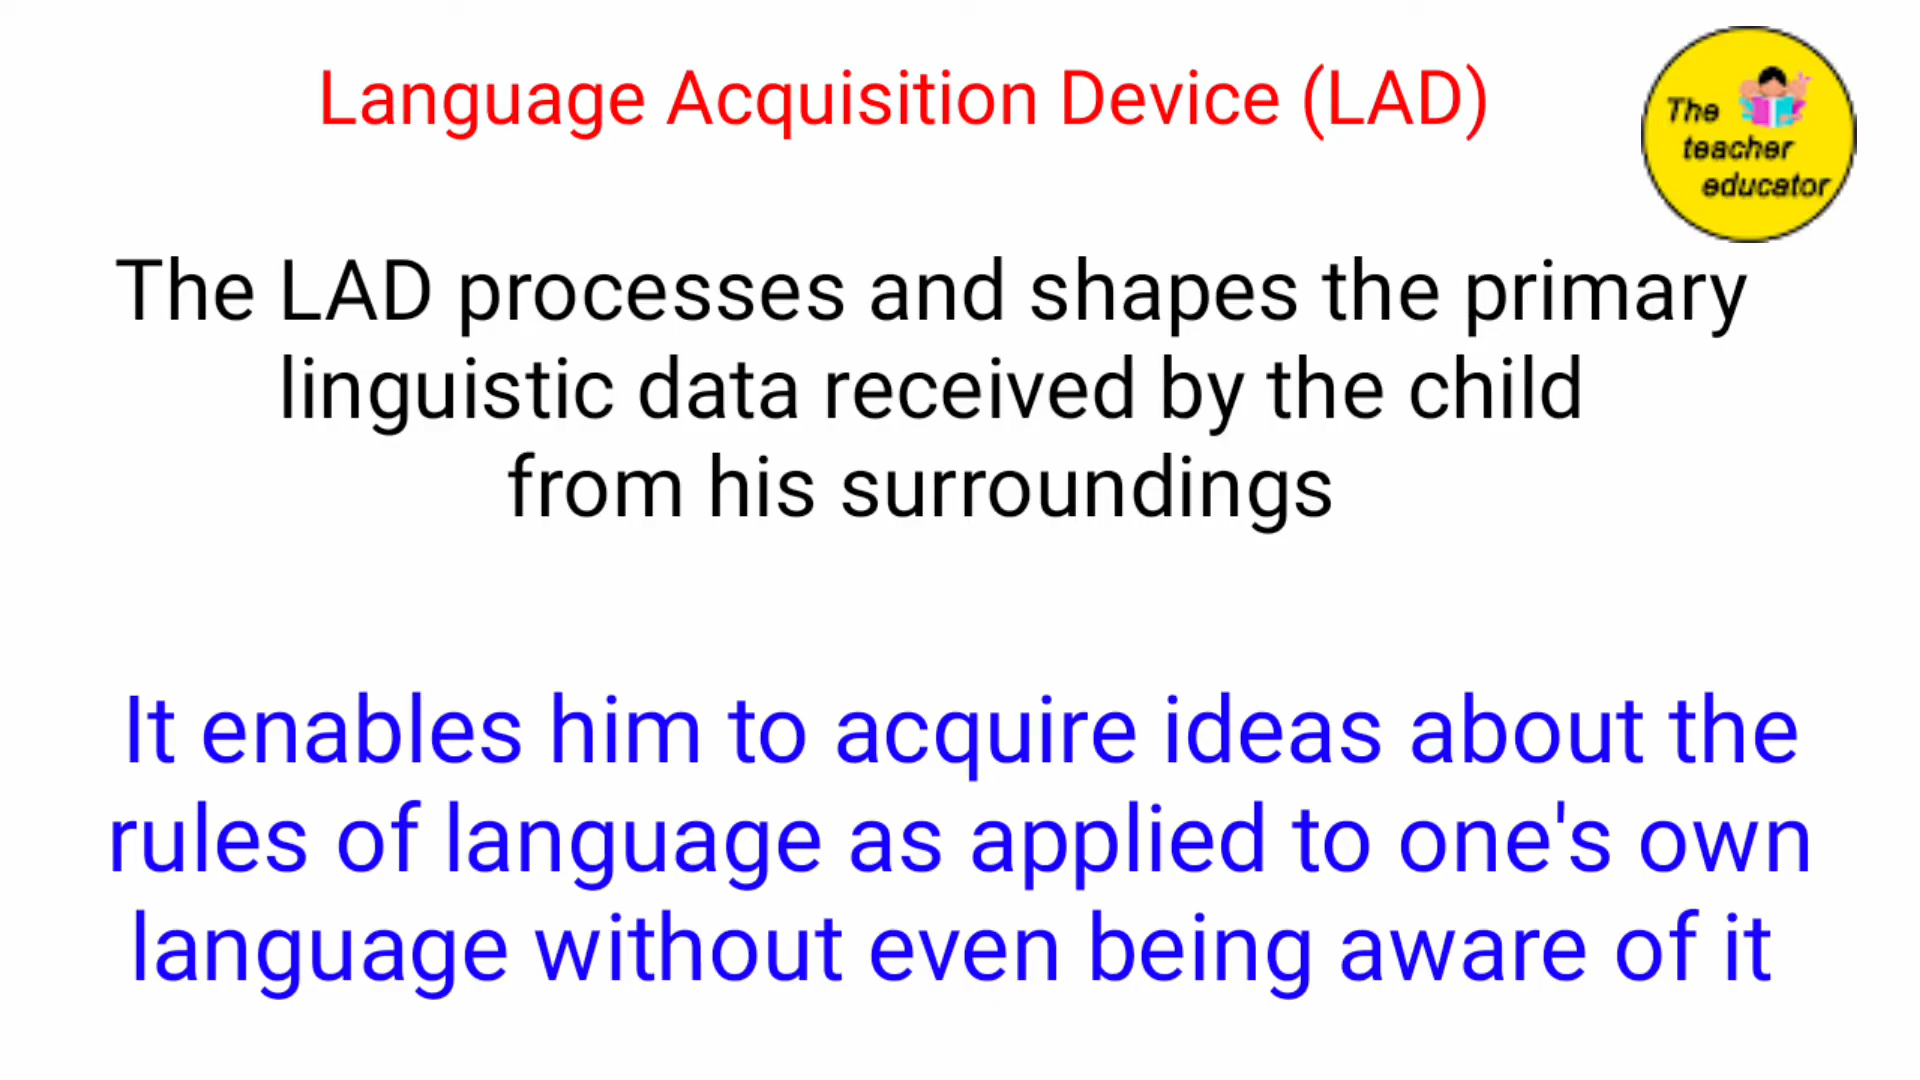 Language Acquisition Device (LAD)
The
teacher
educator
The LAD processes and shapes the primary
linguistic data received by the child
from his surroundings
It enables him to acquire ideas about the
rules of language as applied to one's own
language without even being aware of it